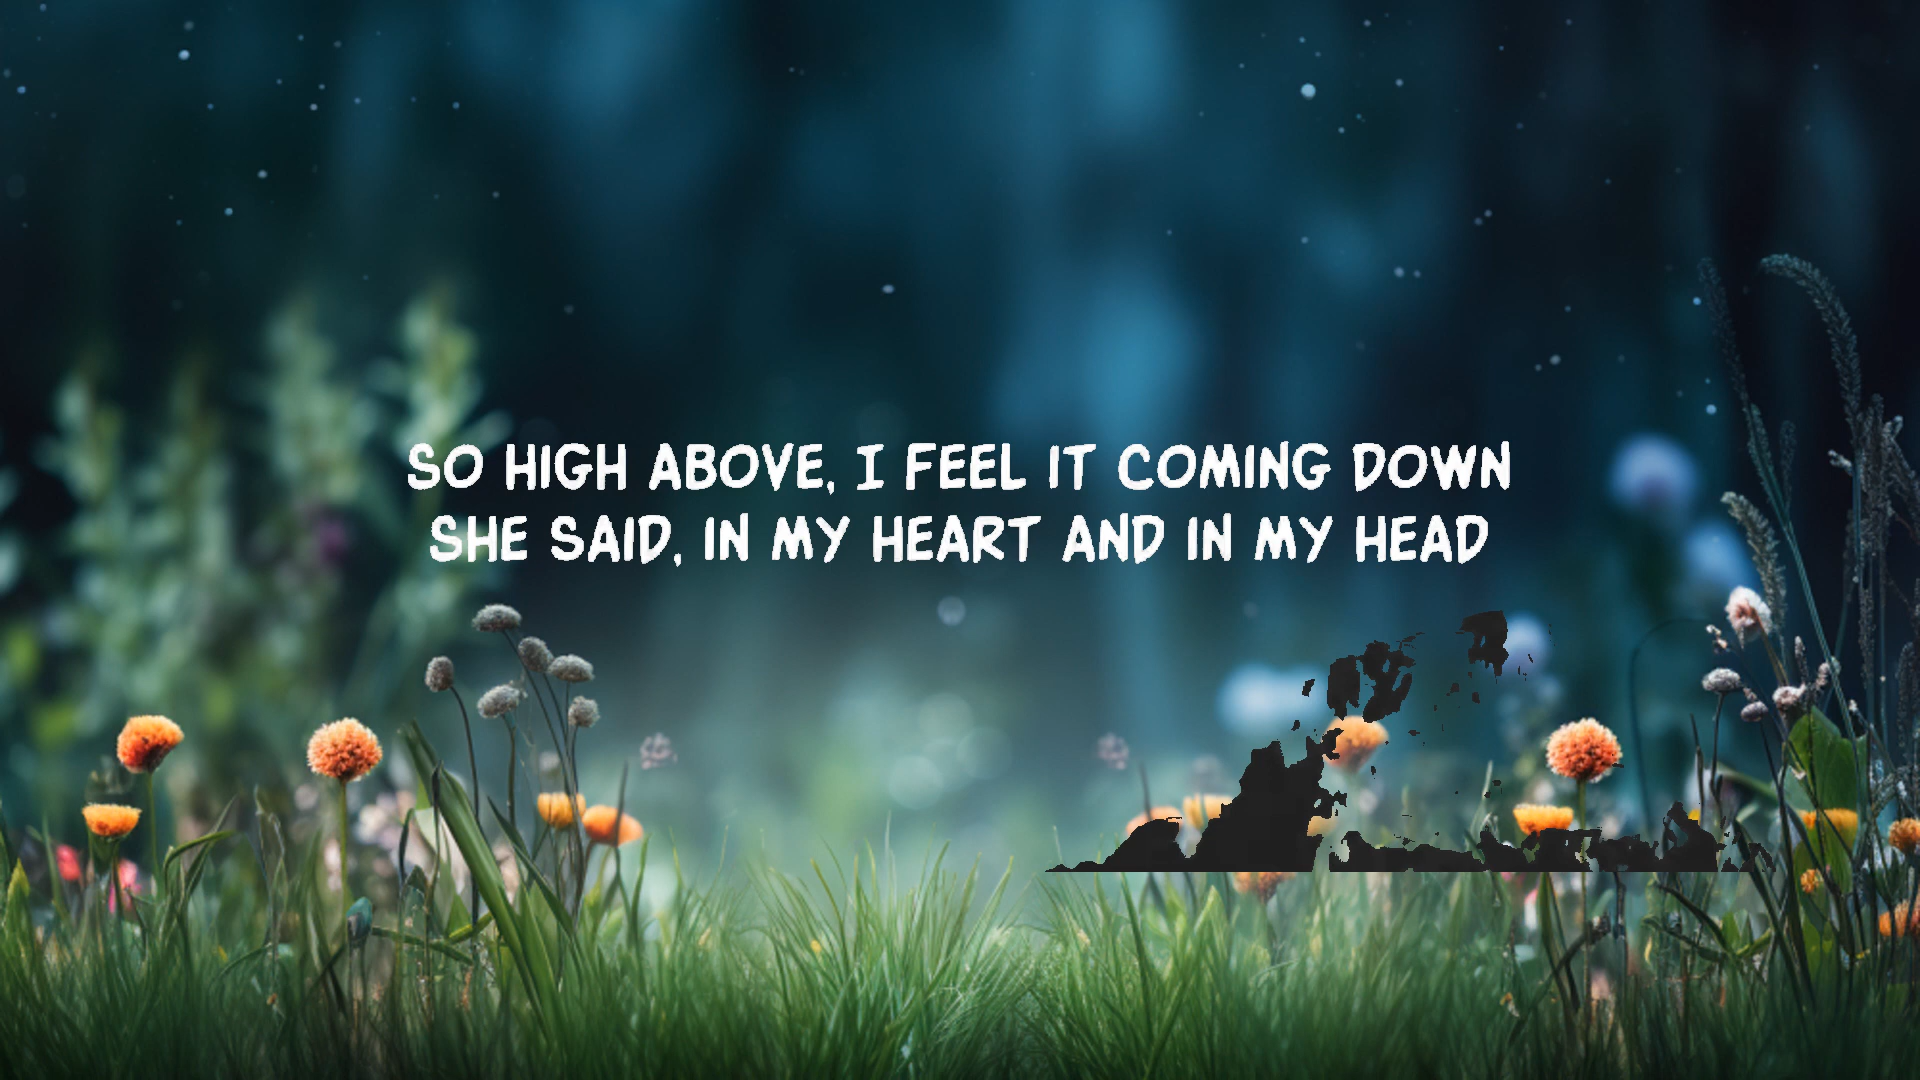 SO HIGH ABOVE, I FEEL IT COMING DOWN
SHE SAID, IN MY HEART AND IN MY HEAD